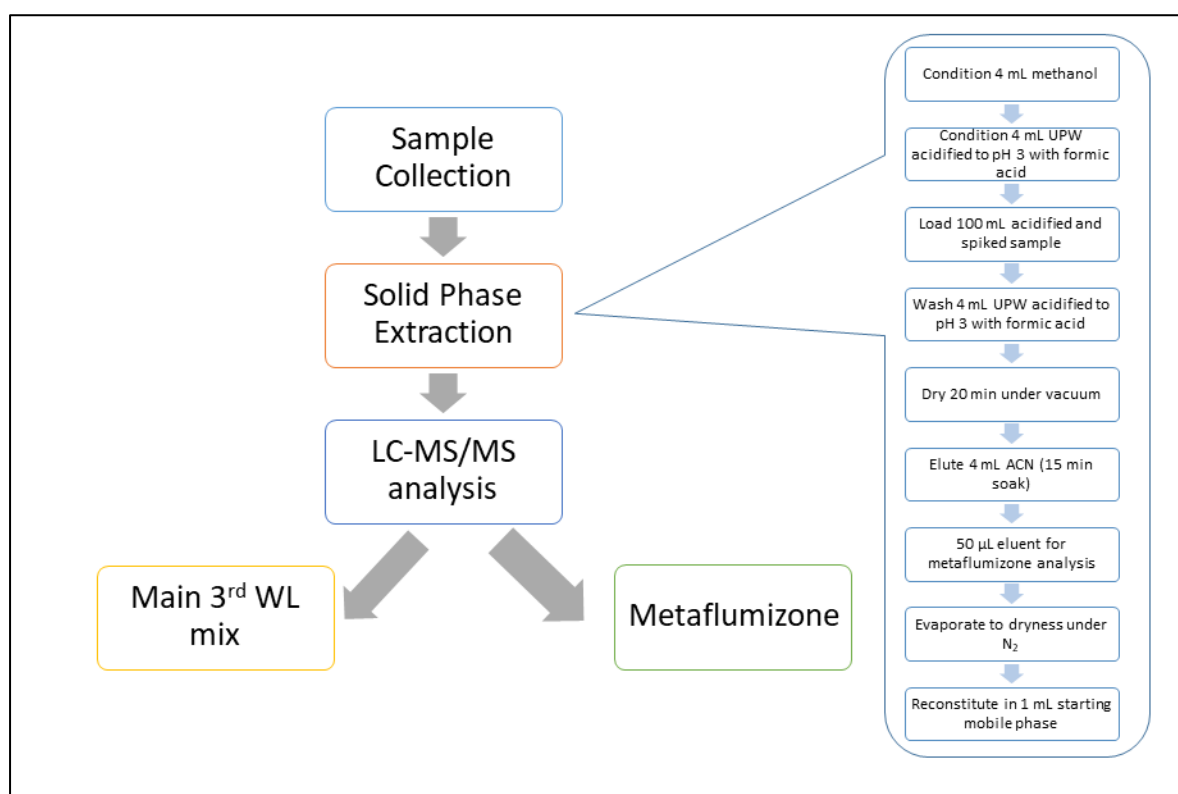 Sample
Collection
Solid Phase
Extraction
LC-MS/MS
analysis
Main 3rd WL
mix
Metaflumizone
Condition 4 mL methanol
Condition 4 mL UPW
acidified to pH 3 with formic
acid
Load 100 mL acidified and
spiked sample
Wash 4 mL UPW acidified to
pH 3 with formic acid
Dry 20 min under vacuum
Elute 4 mL ACN (15 min
soak)
50 µL eluent for
metaflumizone analysis
Evaporate to dryness under
N₂
Reconstitute in 1 mL starting
mobile phase